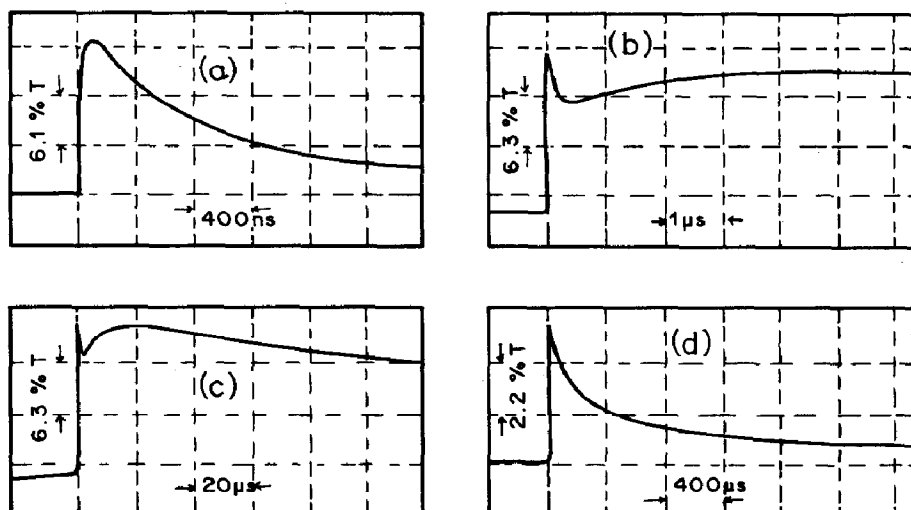 (a)
6.1 % T
400ns
(b)
6.3 % T
1µs
(c)
6.3 % T
20µs
(d)
2.2 % T
400µs